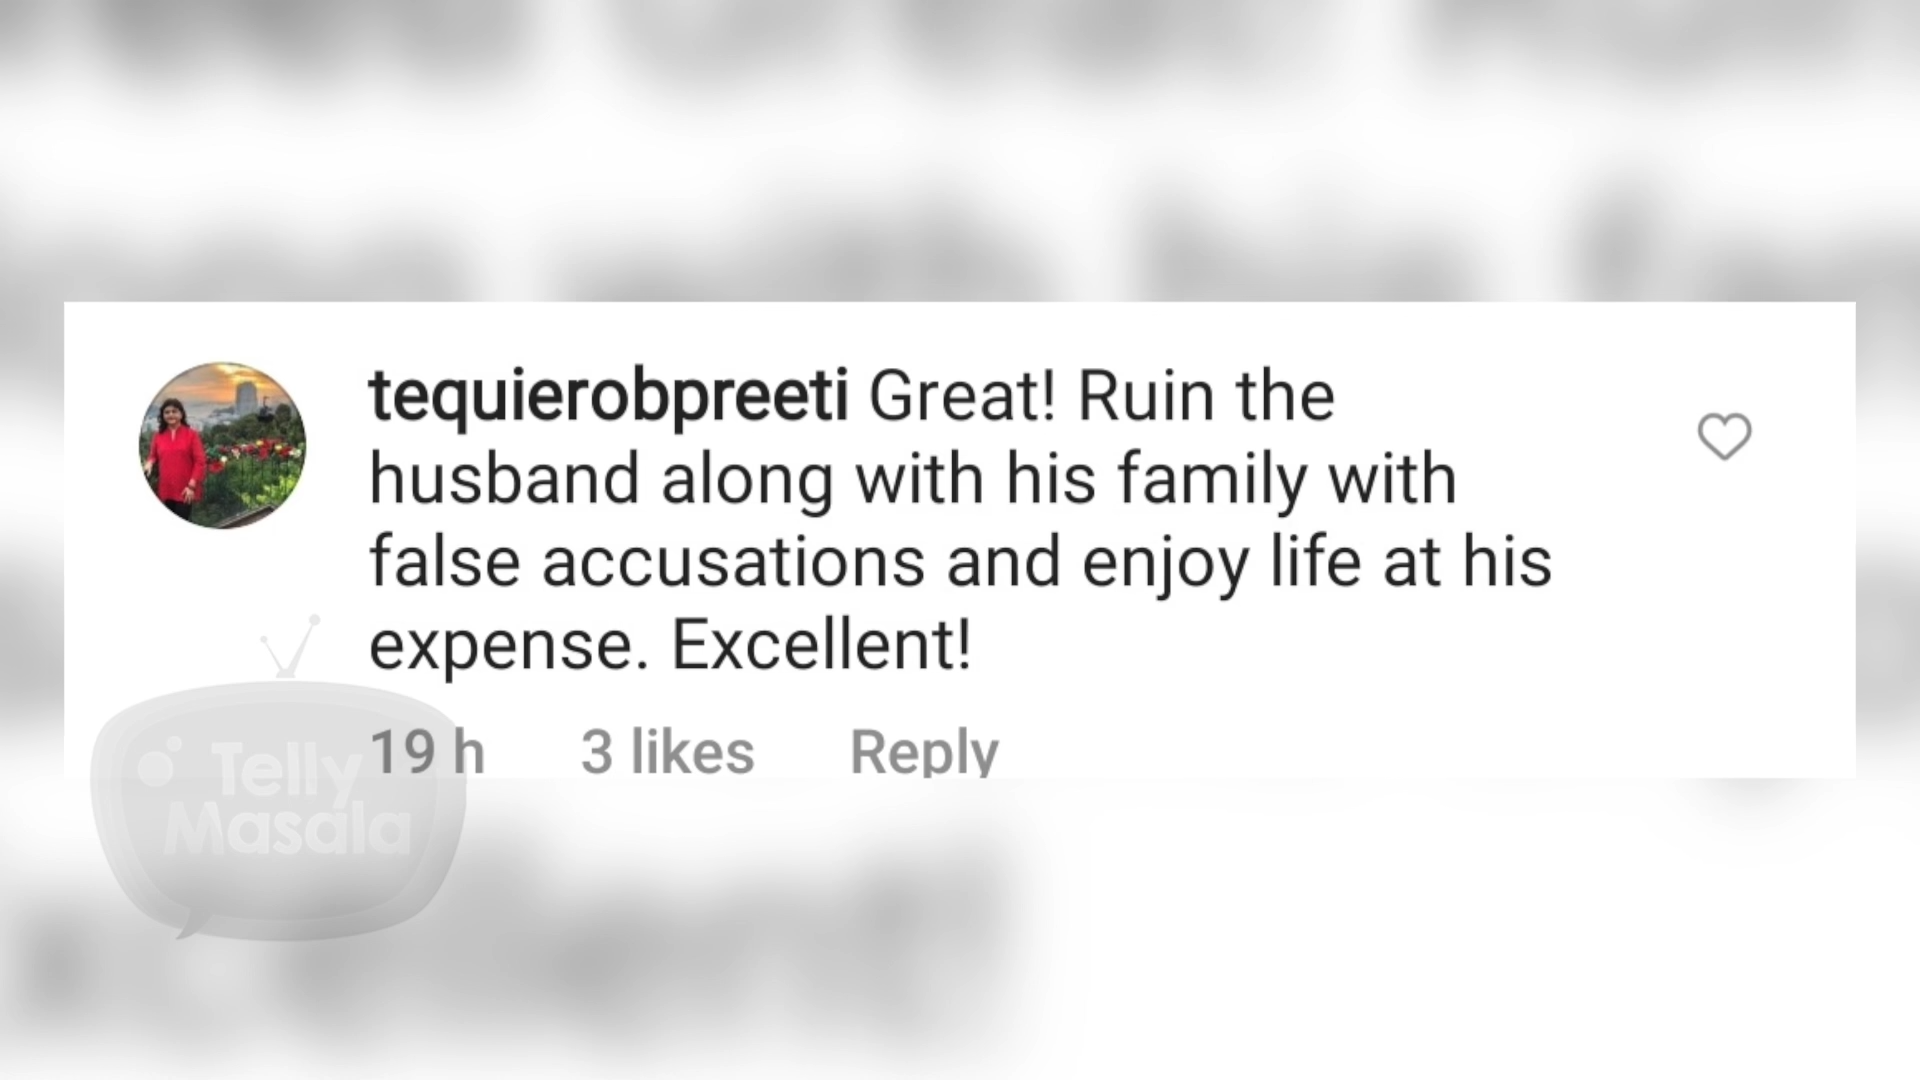 tequierobpreeti Great! Ruin the
husband along with his family with
false accusations and enjoy life at his
expense. Excellent!
19 h 3 likes Reply
Telly
Masala